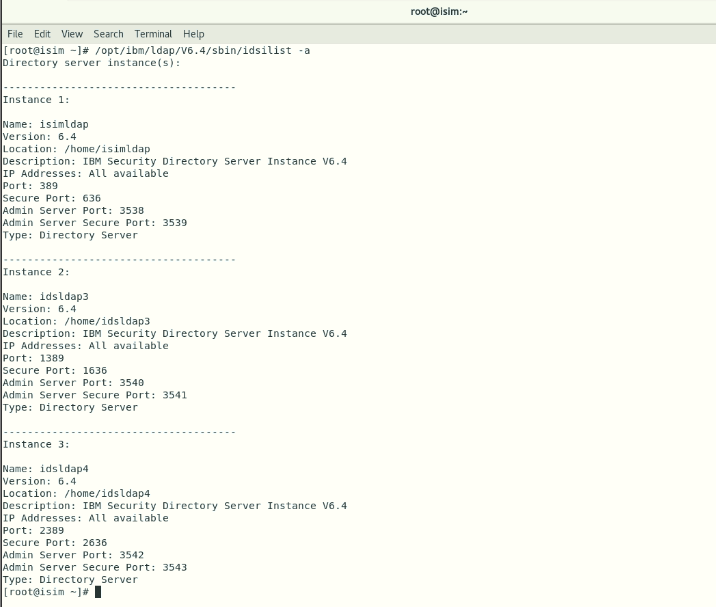 root@isim:~
File Edit View Search Terminal Help
[root@isim ~]# /opt/ibm/ldap/V6.4/sbin/idsilist -a
Directory server instance(s):
--------------------------------------
Instance 1:
Name: isimldap
Version: 6.4
Location: /home/isimldap
Description: IBM Security Directory Server Instance V6.4
IP Addresses: All available
Port: 389
Secure Port: 636
Admin Server Port: 3538
Admin Server Secure Port: 3539
Type: Directory Server
--------------------------------------
Instance 2:
Name: idsldap3
Version: 6.4
Location: /home/idsldap3
Description: IBM Security Directory Server Instance V6.4
IP Addresses: All available
Port: 1389
Secure Port: 1636
Admin Server Port: 3540
Admin Server Secure Port: 3541
Type: Directory Server
--------------------------------------
Instance 3:
Name: idsldap4
Version: 6.4
Location: /home/idsldap4
Description: IBM Security Directory Server Instance V6.4
IP Addresses: All available
Port: 2389
Secure Port: 2636
Admin Server Port: 3542
Admin Server Secure Port: 3543
Type: Directory Server
[root@isim ~]#